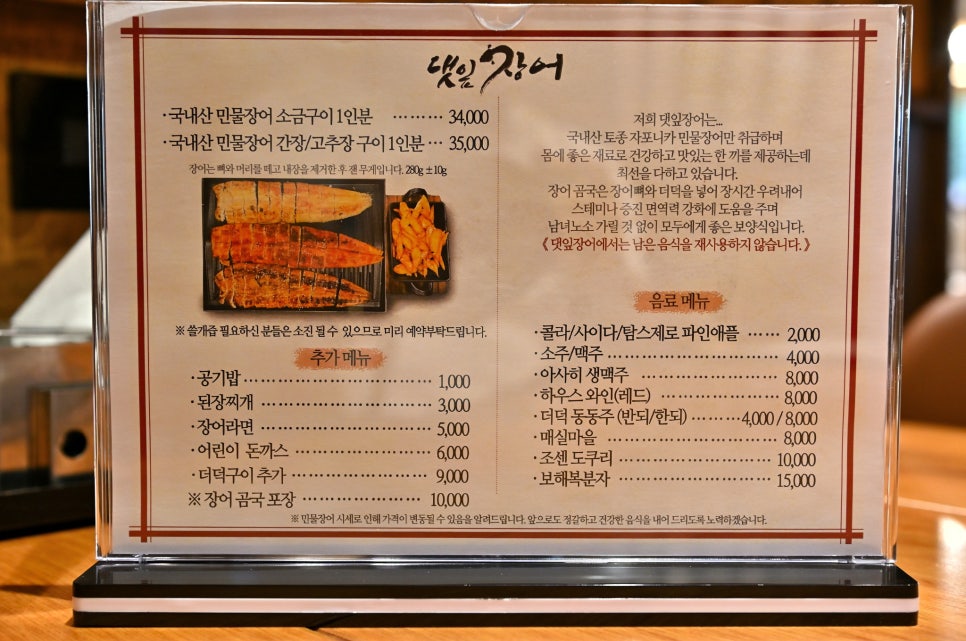 댓잎장어
·국내산 민물장어 소금구이 1인분 ········· 34,000
·국내산 민물장어 간장/고추장 구이 1인분 ··· 35,000
장어는 뼈와 머리를 떼고 내장을 제거한 후 잰 무게입니다. 280g ±10g
※ 쓸개즙 필요하신 분들은 소진 될 수 있으므로 미리 예약부탁드립니다.
추가 메뉴
·공기밥 ······························ 1,000
·된장찌개 ···························· 3,000
·장어라면 ···························· 5,000
·어린이 돈까스 ······················· 6,000
·더덕구이 추가 ······················· 9,000
※ 장어 곰국 포장 ···················· 10,000
저희 댓잎장어는...
국내산 토종 자포니카 민물장어만 취급하며
몸에 좋은 재료로 건강하고 맛있는 한 끼를 제공하는데
최선을 다하고 있습니다.
장어 곰국은 장어뼈와 더덕을 넣어 장시간 우려내어
스테미나 증진 면역력 강화에 도움을 주며
남녀노소 가릴 것 없이 모두에게 좋은 보양식입니다.
《 댓잎장어에서는 남은 음식을 재사용하지 않습니다. 》
음료 메뉴
·콜라/사이다/탐스제로 파인애플 ······ 2,000
·소주/맥주 ··························· 4,000
·아사히 생맥주 ······················· 8,000
·하우스 와인(레드) ··················· 8,000
·더덕 동동주 (반되/한되) ········ 4,000 / 8,000
·매실마을 ···························· 8,000
·조센 도쿠리 ························ 10,000
·보해복분자 ························· 15,000
※ 민물장어 시세로 인해 가격이 변동될 수 있음을 알려드립니다. 앞으로도 정갈하고 건강한 음식을 내어 드리도록 노력하겠습니다.